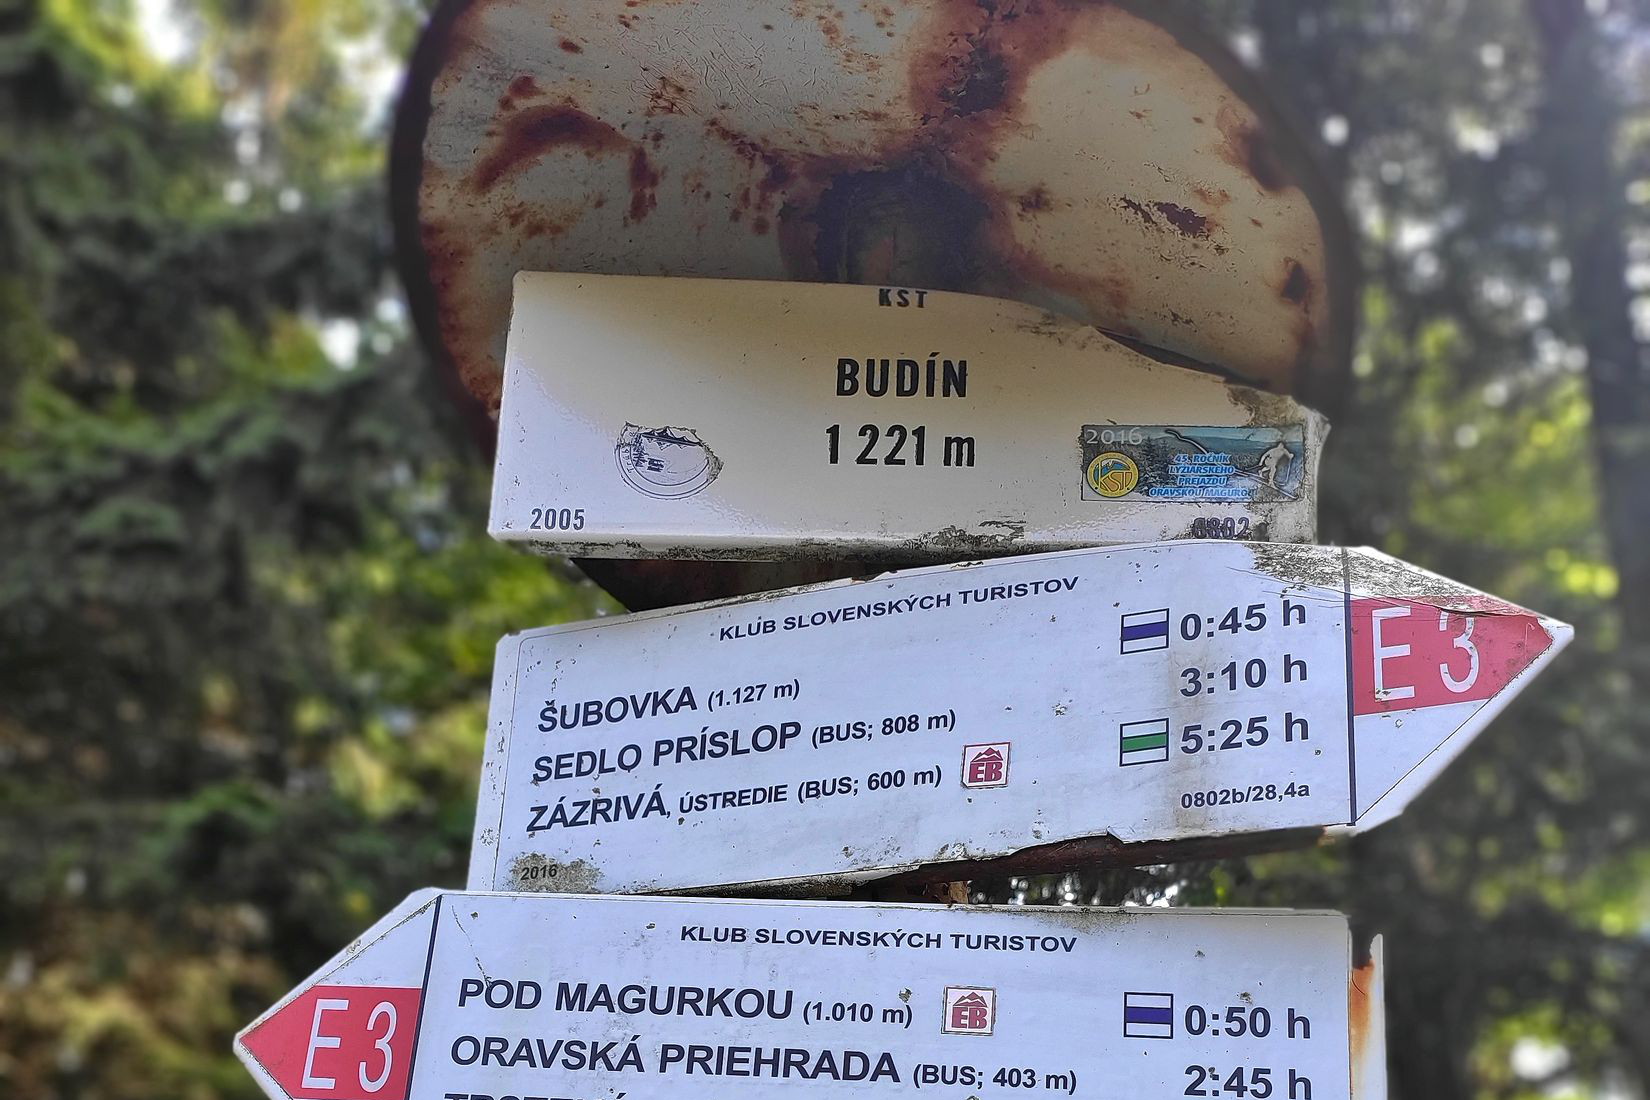 KST
BUDÍN
1 221 m
2016
KST
45. ROČNÍK
LYŽIARSKEHO
PREJAZDU
ORAVSKOU MAGUROU
2005
0802
KLUB SLOVENSKÝCH TURISTOV
ŠUBOVKA (1.127 m) 0:45 h
SEDLO PRÍSLOP (BUS; 808 m) 3:10 h
ZÁZRIVÁ, ÚSTREDIE (BUS; 600 m) EB 5:25 h
E 3
0802b/28,4a
2016
KLUB SLOVENSKÝCH TURISTOV
E 3
POD MAGURKOU (1.010 m) EB 0:50 h
ORAVSKÁ PRIEHRADA (BUS; 403 m) 2:45 h